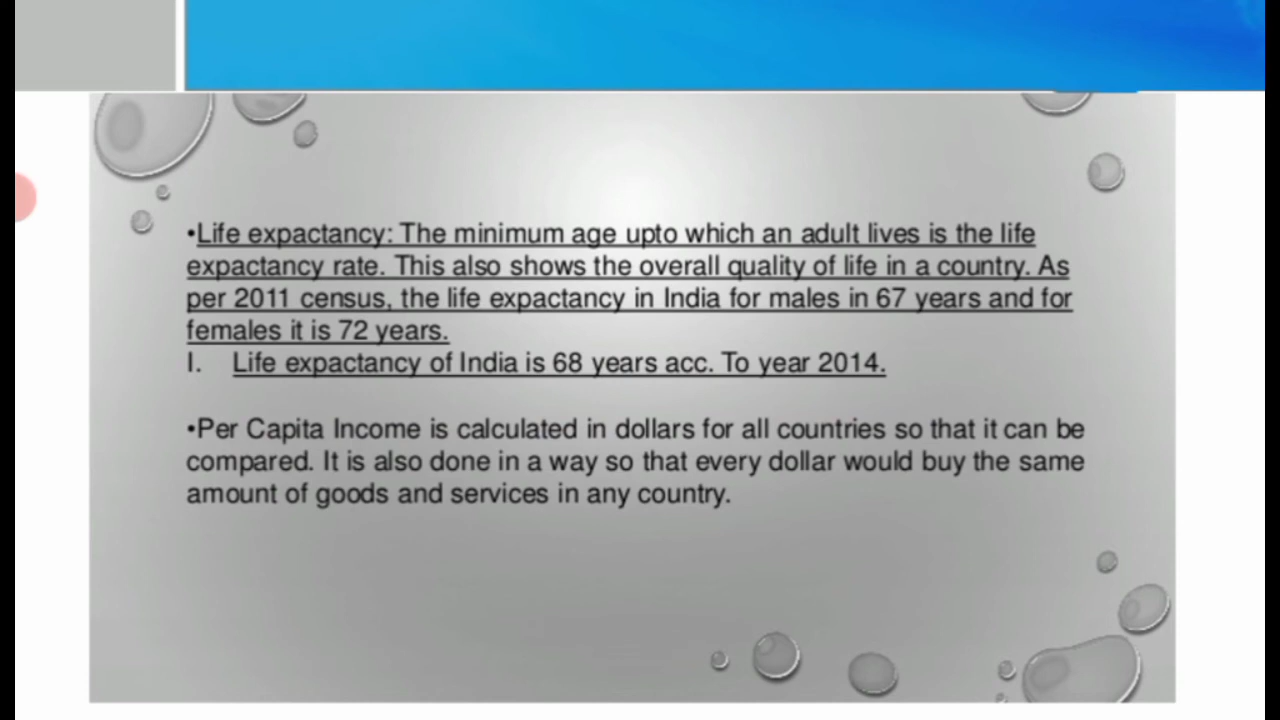 •Life expactancy: The minimum age upto which an adult lives is the life
expactancy rate. This also shows the overall quality of life in a country. As
per 2011 census, the life expactancy in India for males in 67 years and for
females it is 72 years.
I. Life expactancy of India is 68 years acc. To year 2014.
•Per Capita Income is calculated in dollars for all countries so that it can be
compared. It is also done in a way so that every dollar would buy the same
amount of goods and services in any country.